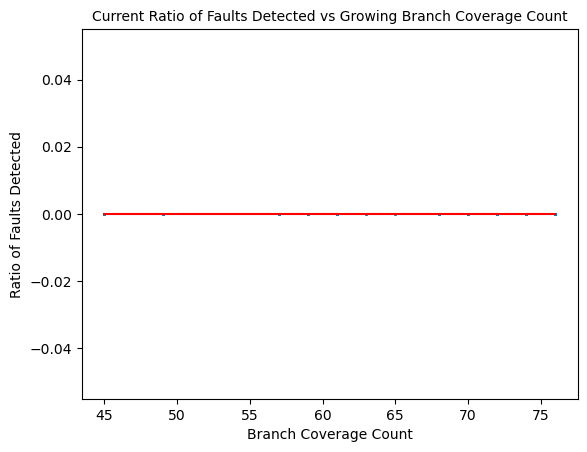 Current Ratio of Faults Detected vs Growing Branch Coverage Count
Ratio of Faults Detected
0.04
0.02
0.00
−0.02
−0.04
45 50 55 60 65 70 75
Branch Coverage Count